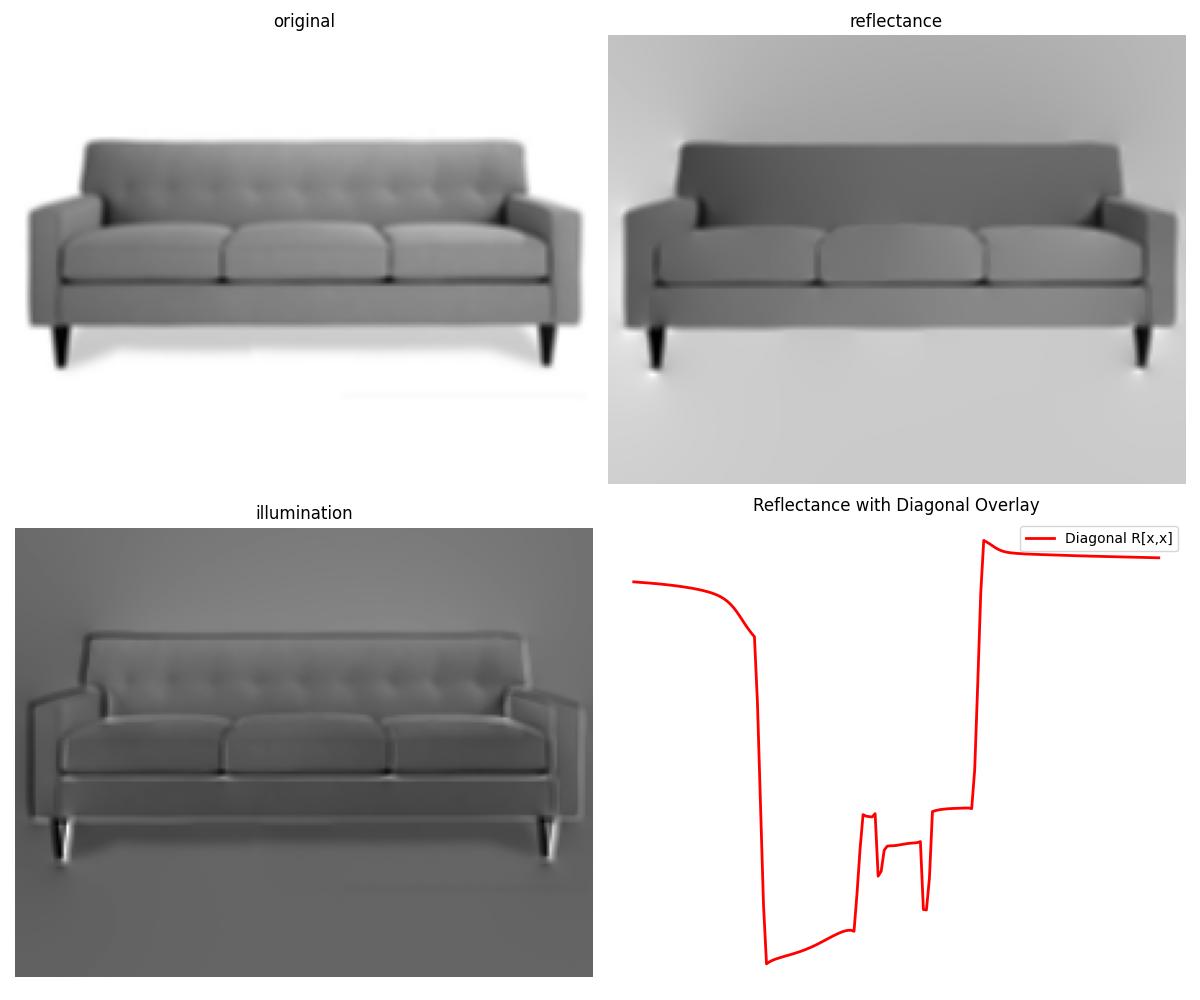 original
reflectance
illumination
Reflectance with Diagonal Overlay
Diagonal R[x,x]